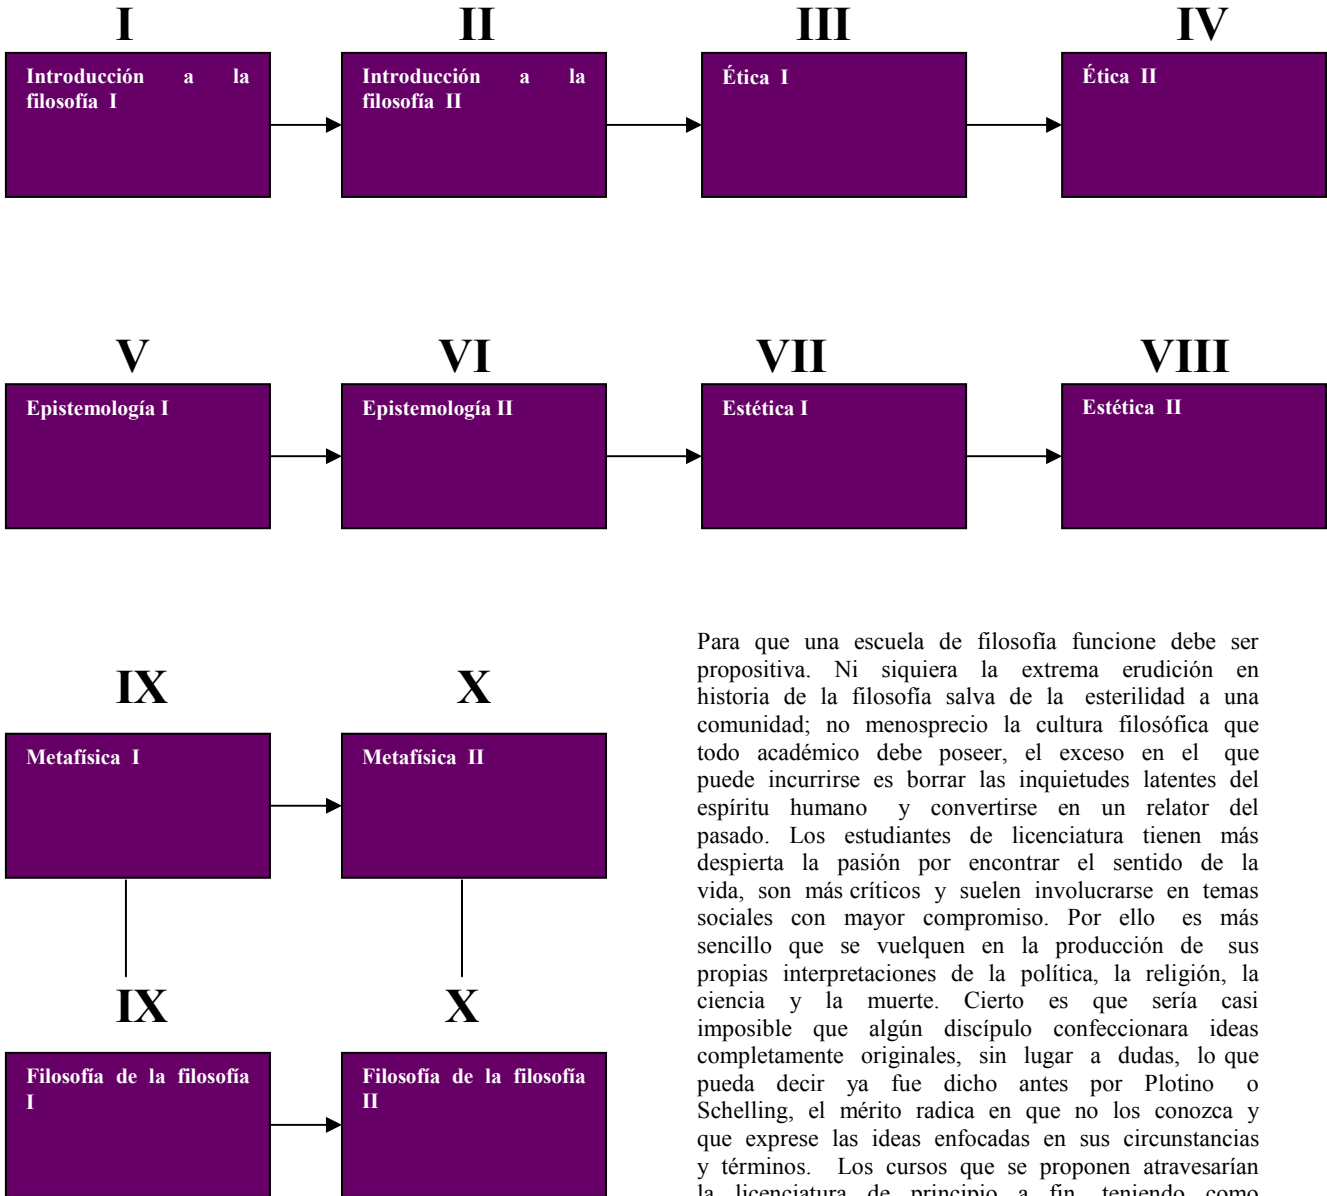 I
II
III
IV
Introducción a la
filosofía I
Introducción a la
filosofía II
Ética I
Ética II
V
VI
VII
VIII
Epistemología I
Epistemología II
Estética I
Estética II
IX
X
Metafísica I
Metafísica II
IX
X
Filosofía de la filosofía
I
Filosofía de la filosofía
II
Para que una escuela de filosofía funcione debe ser
propositiva. Ni siquiera la extrema erudición en
historia de la filosofía salva de la esterilidad a una
comunidad; no menosprecio la cultura filosófica que
todo académico debe poseer, el exceso en el que
puede incurrirse es borrar las inquietudes latentes del
espíritu humano y convertirse en un relator del
pasado. Los estudiantes de licenciatura tienen más
despierta la pasión por encontrar el sentido de la
vida, son más críticos y suelen involucrarse en temas
sociales con mayor compromiso. Por ello es más
sencillo que se vuelquen en la producción de sus
propias interpretaciones de la política, la religión, la
ciencia y la muerte. Cierto es que sería casi
imposible que algún discípulo confeccionara ideas
completamente originales, sin lugar a dudas, lo que
pueda decir ya fue dicho antes por Plotino o
Schelling, el mérito radica en que no los conozca y
que exprese las ideas enfocadas en sus circunstancias
y términos. Los cursos que se proponen atravesarían
la licenciatura de principio a fin, teniendo como